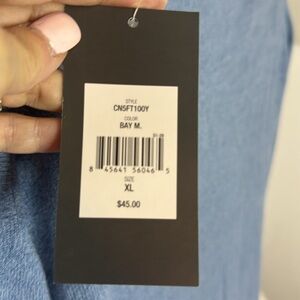 STYLE
CN5FT100Y
COLOR
BAY M.
8 45641 56046 5
SIZE
XL
$45.00